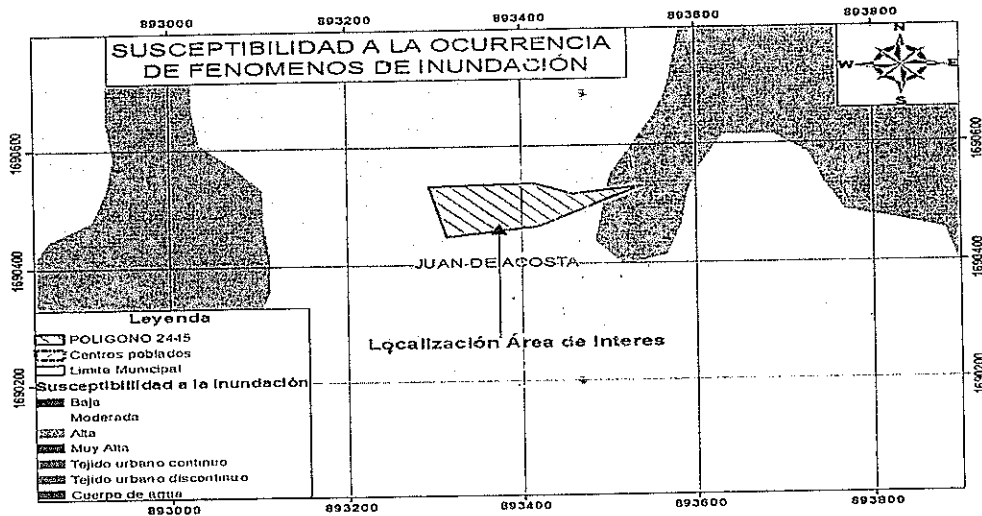 893000 893200 893400 893600 893800
SUSCEPTIBILIDAD A LA OCURRENCIA
DE FENOMENOS DE INUNDACIÓN
N
W E
S
1690600 1690600
1690400 1690400
1690200 1690200
JUAN DE ACOSTA
Localización Área de Interes
Leyenda
POLIGONO 2445
Centros poblados
Limite Municipal
Susceptibilidad a la Inundación
Baja
Moderada
Alta
Muy Alta
Tejido urbano continuo
Tejido urbano discontinuo
Cuerpo de agua
893000 893200 893400 893600 893800